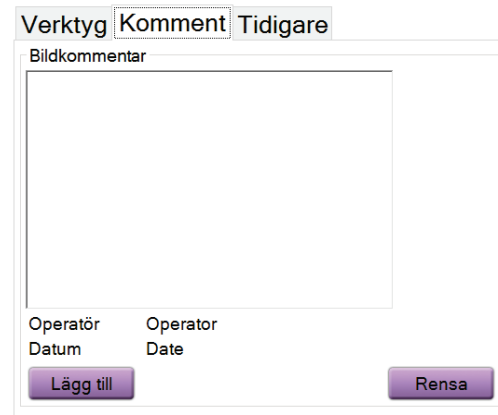 Verktyg Komment Tidigare
Bildkommentar
Operatör Operator
Datum Date
Lägg till Rensa